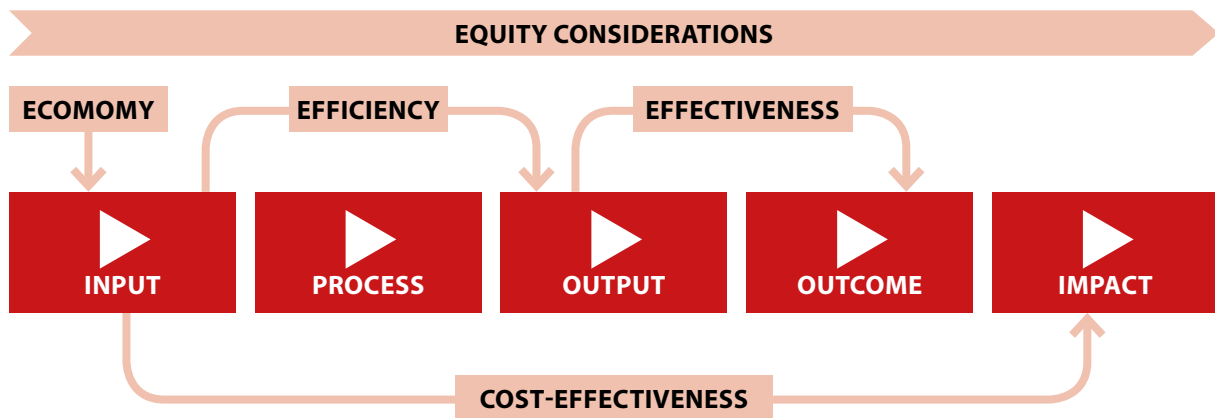 EQUITY CONSIDERATIONS
ECOMOMY
EFFICIENCY
EFFECTIVENESS
INPUT
PROCESS
OUTPUT
OUTCOME
IMPACT
COST-EFFECTIVENESS